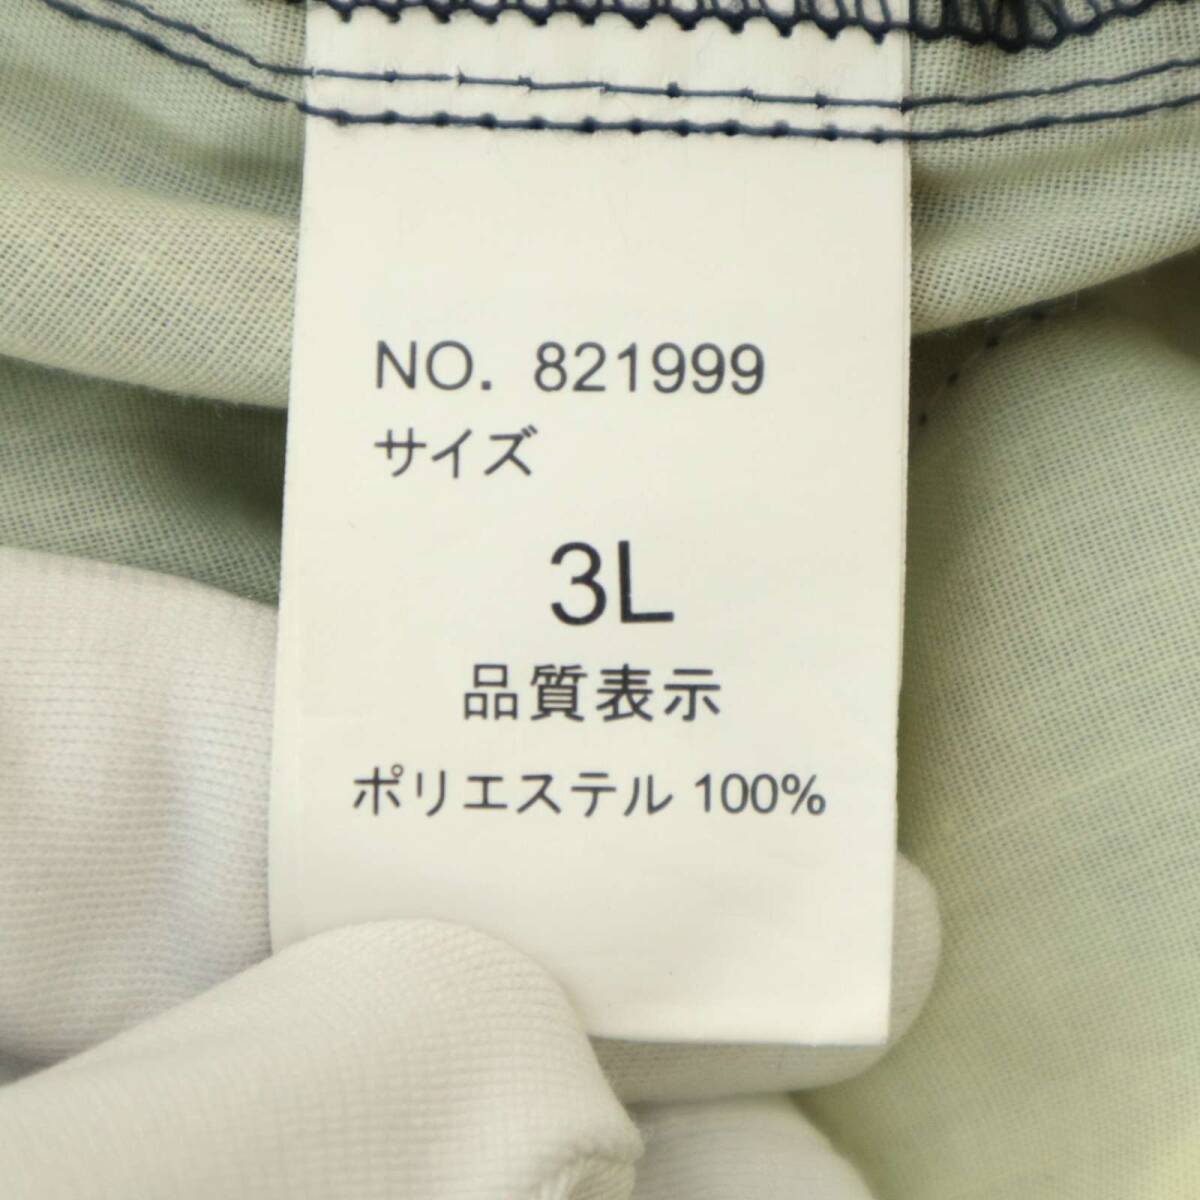 NO. 821999
サイズ
3L
品質表示
ポリエステル 100%